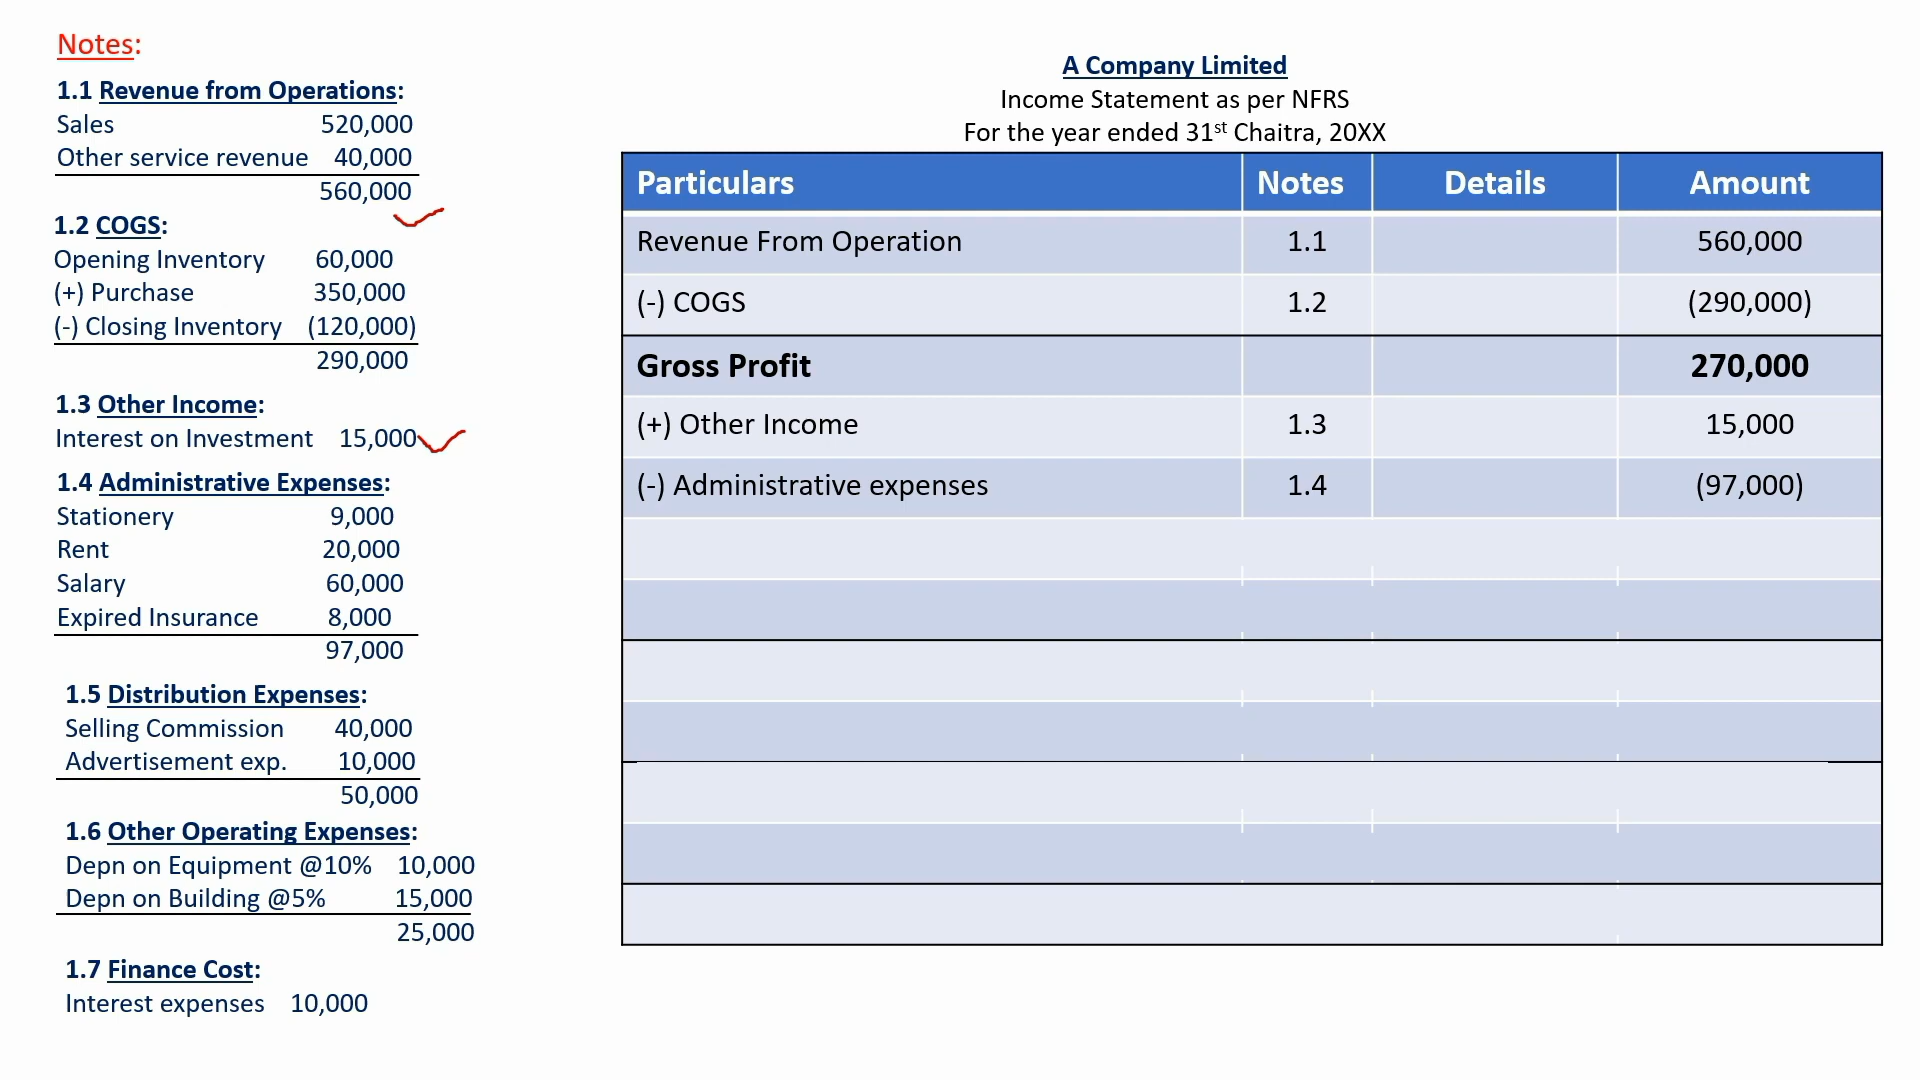 Notes:
1.1 Revenue from Operations:
Sales 520,000
Other service revenue 40,000
560,000
1.2 COGS:
Opening Inventory 60,000
(+) Purchase 350,000
(-) Closing Inventory (120,000)
290,000
1.3 Other Income:
Interest on Investment 15,000
1.4 Administrative Expenses:
Stationery 9,000
Rent 20,000
Salary 60,000
Expired Insurance 8,000
97,000
1.5 Distribution Expenses:
Selling Commission 40,000
Advertisement exp. 10,000
50,000
1.6 Other Operating Expenses:
Depn on Equipment @10% 10,000
Depn on Building @5% 15,000
25,000
1.7 Finance Cost:
Interest expenses 10,000
A Company Limited
Income Statement as per NFRS
For the year ended 31st Chaitra, 20XX
Particulars Notes Details Amount
Revenue From Operation 1.1 560,000
(-) COGS 1.2 (290,000)
Gross Profit 270,000
(+) Other Income 1.3 15,000
(-) Administrative expenses 1.4 (97,000)